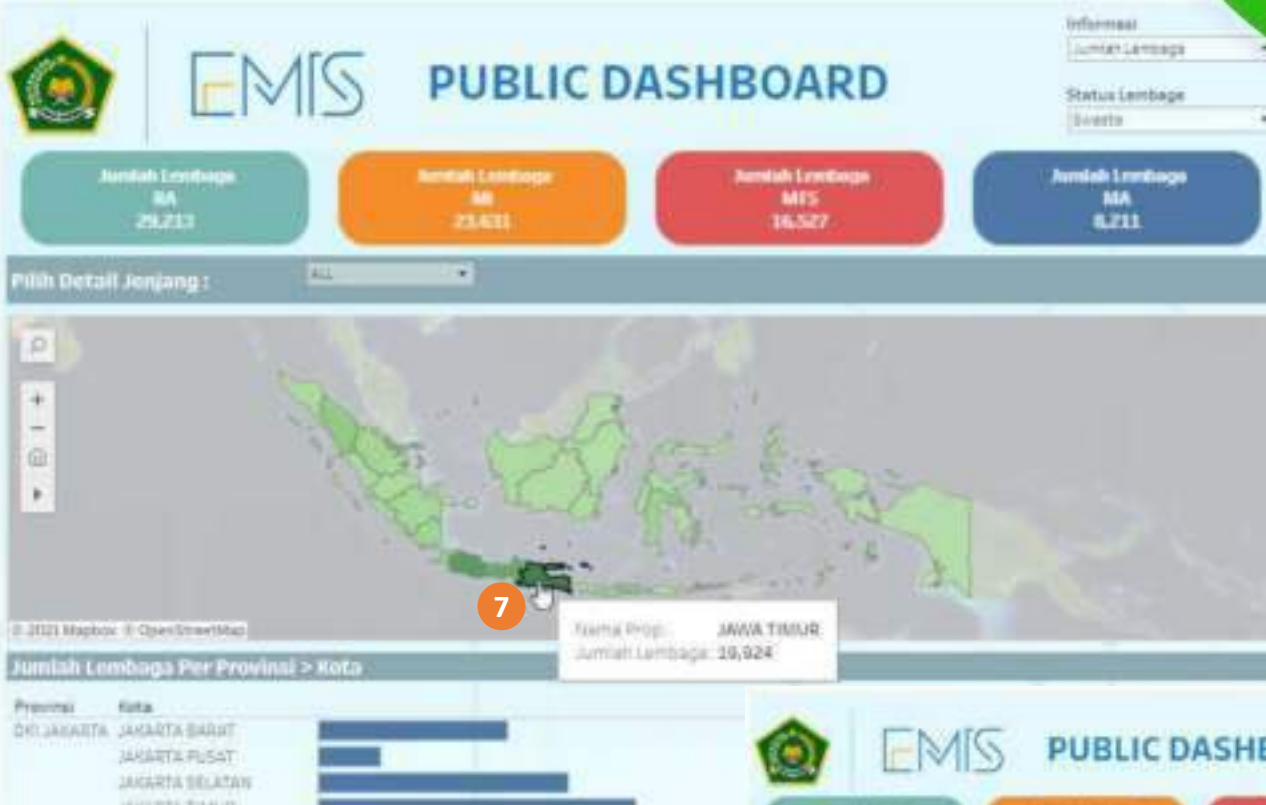 EMIS
PUBLIC DASHBOARD
Informasi
Jumlah Lembaga
Status Lembaga
Swasta
Jumlah Lembaga
RA
29,213
Jumlah Lembaga
MI
23,631
Jumlah Lembaga
MTS
16,527
Jumlah Lembaga
MA
8,211
Pilih Detail Jenjang :
ALL
7
Nama Prop:
JAWA TIMUR
Jumlah Lembaga:
© 2021 Mapbox © OpenStreetMap
Jumlah Lembaga Per Provinsi > Kota
Provinsi
Kota
DKI JAKARTA
JAKARTA BARAT
JAKARTA PUSAT
JAKARTA SELATAN
JAKARTA TIMUR
EMIS
PUBLIC DASHB